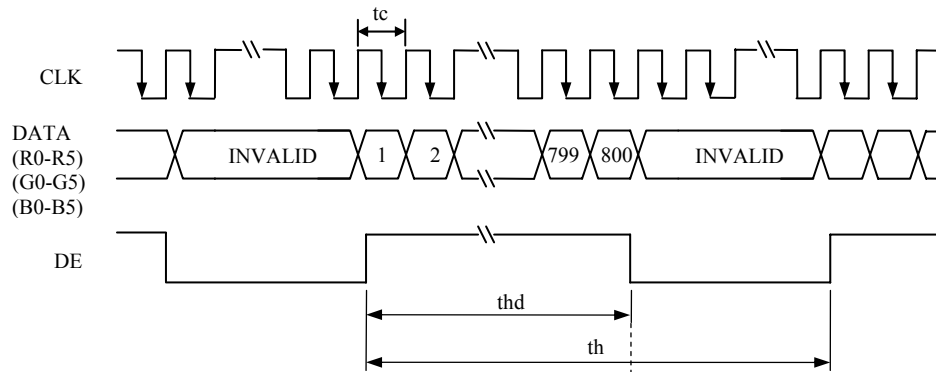 tc
CLK
DATA
(R0-R5)
(G0-G5)
(B0-B5)
INVALID 1 2 799 800 INVALID
DE
thd
th